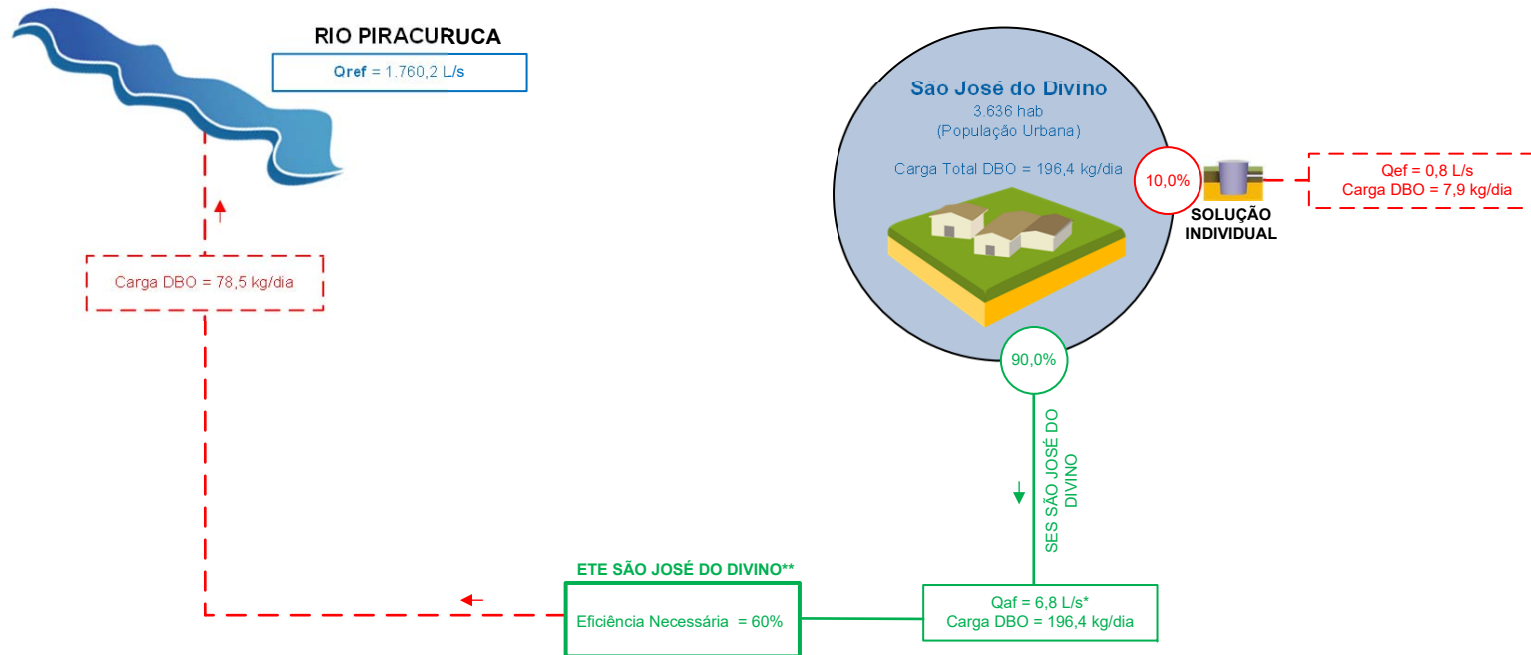 RIO PIRACURUCA
Qref = 1.760,2 L/s
São José do Divino
3.636 hab
(População Urbana)
Carga Total DBO = 196,4 kg/dia
10,0%
SOLUÇÃO
INDIVIDUAL
Qef = 0,8 L/s
Carga DBO = 7,9 kg/dia
Carga DBO = 78,5 kg/dia
90,0%
SES SÃO JOSÉ DO
DIVINO
ETE SÃO JOSÉ DO DIVINO**
Eficiência Necessária = 60%
Qaf = 6,8 L/s*
Carga DBO = 196,4 kg/dia